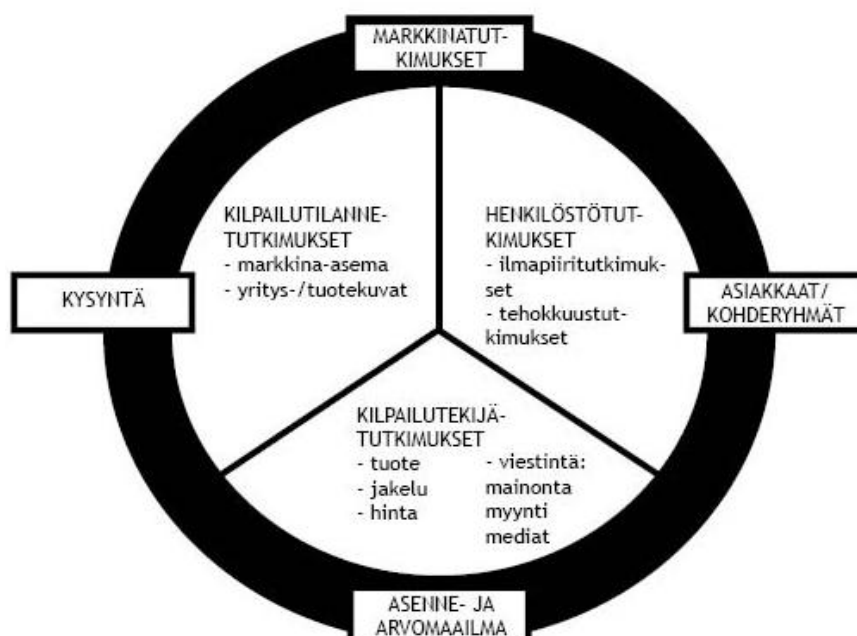 MARKKINATUT-
KIMUKSET
KILPAILUTILANNE-
TUTKIMUKSET
- markkina-asema
- yritys-/tuotekuvat
HENKILÖSTÖTUT-
KIMUKSET
- ilmapiiritutkimuk-
set
- tehokkuustut-
kimukset
KYSYNTÄ
ASIAKKAAT/
KOHDERYHMÄT
KILPAILUTEKIJÄ-
TUTKIMUKSET
- tuote
- jakelu
- hinta
- viestintä:
mainonta
myynti
mediat
ASENNE- JA
ARVOMAAILMA